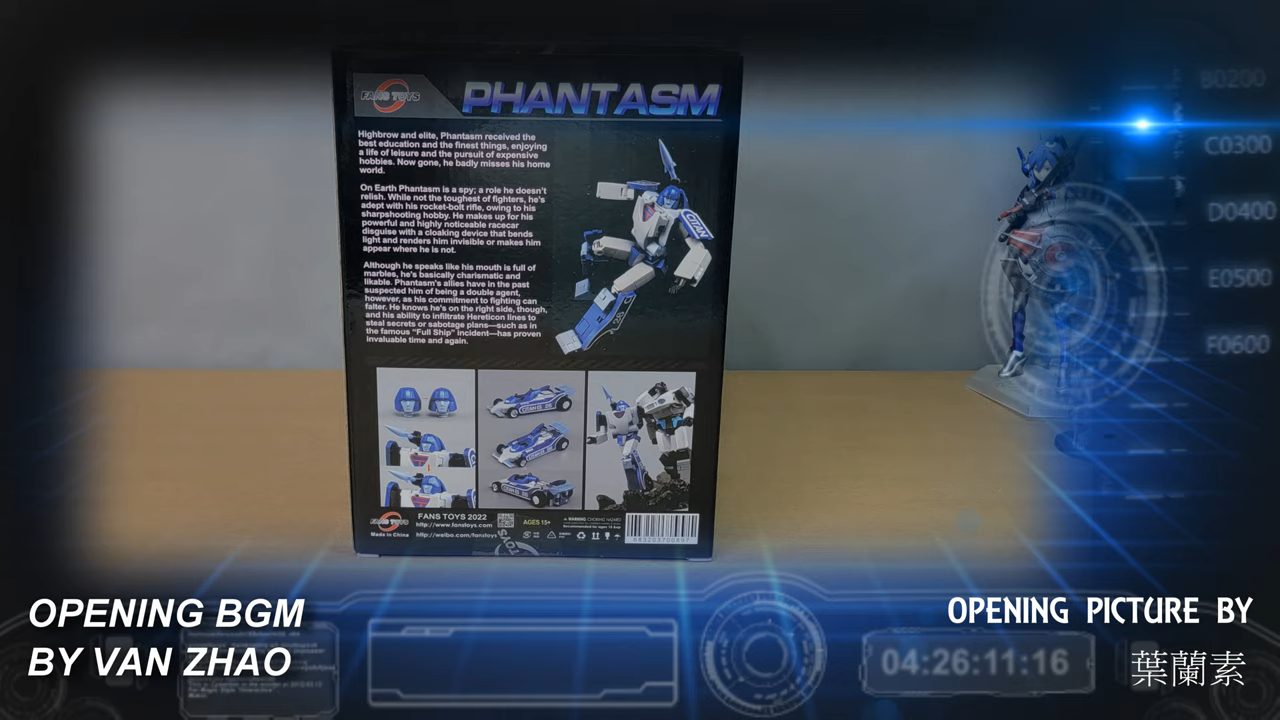 FANS TOYS
PHANTASM
Highbrow and elite, Phantasm received the
best education and the finest things, enjoying
a life of leisure and the pursuit of expensive
hobbies. Now gone, he badly misses his home
world.
On Earth Phantasm is a spy; a role he doesn't
relish. While not the toughest of fighters, he's
adept with his rocket-bolt rifle, owing to his
sharpshooting hobby. He makes up for his
powerful and highly noticeable racecar
disguise with a cloaking device that bends
light and renders him invisible or makes him
appear where he is not.
Although he speaks like his mouth is full of
marbles, he's basically charismatic and
likable. Phantasm's allies have in the past
suspected him of being a double agent,
however, as his commitment to fighting can
falter. He knows he's on the right side, though,
and his ability to infiltrate Hereticon lines to
steal secrets or sabotage plans—such as in
the famous "Full Ship" incident—has proven
invaluable time and again.
CITAN
FANS TOYS
Made in China
FANS TOYS 2022
http://www.fanstoys.com
http://weibo.com/fanstoys
AGES 15+
WARNING CHOKING HAZARD
B0200
C0300
D0400
E0500
F0600
OPENING BGM
BY VAN ZHAO
04:26:11:16
OPENING PICTURE BY
葉蘭素